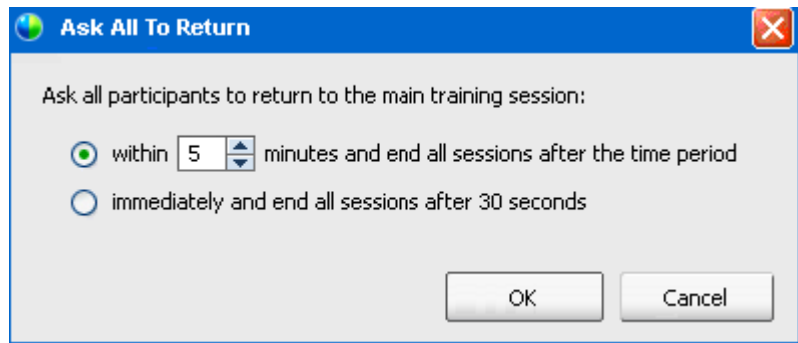 Ask All To Return
Ask all participants to return to the main training session:
within 5 minutes and end all sessions after the time period
immediately and end all sessions after 30 seconds
OK Cancel